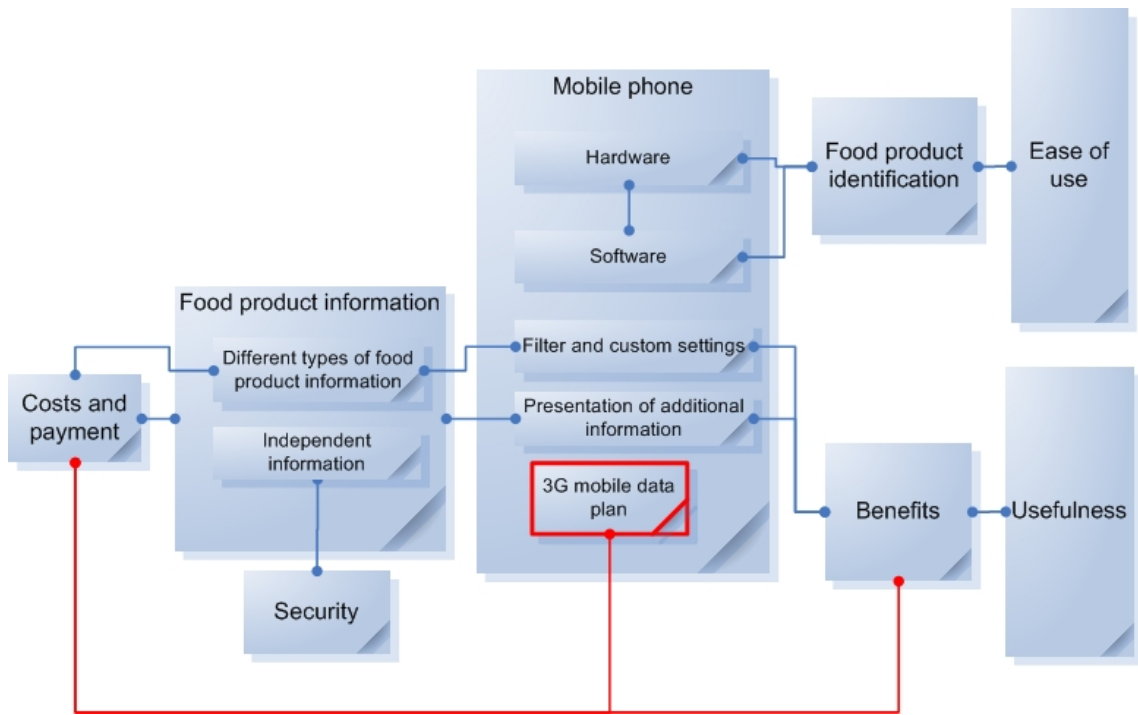 Mobile phone
Hardware
Software
Filter and custom settings
Presentation of additional
information
3G mobile data
plan
Food product
identification
Ease of
use
Food product information
Different types of food
product information
Independent
information
Costs and
payment
Security
Benefits
Usefulness